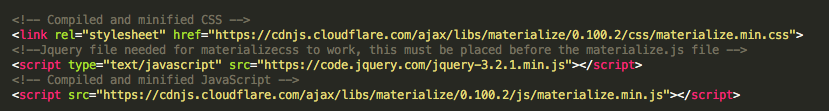 <!-- Compiled and minified CSS -->
<link rel="stylesheet" href="https://cdnjs.cloudflare.com/ajax/libs/materialize/0.100.2/css/materialize.min.css">
<!--Jquery file needed for materializecss to work, this must be placed before the materialize.js file -->
<script type="text/javascript" src="https://code.jquery.com/jquery-3.2.1.min.js"></script>
<!-- Compiled and minified JavaScript -->
<script src="https://cdnjs.cloudflare.com/ajax/libs/materialize/0.100.2/js/materialize.min.js"></script>